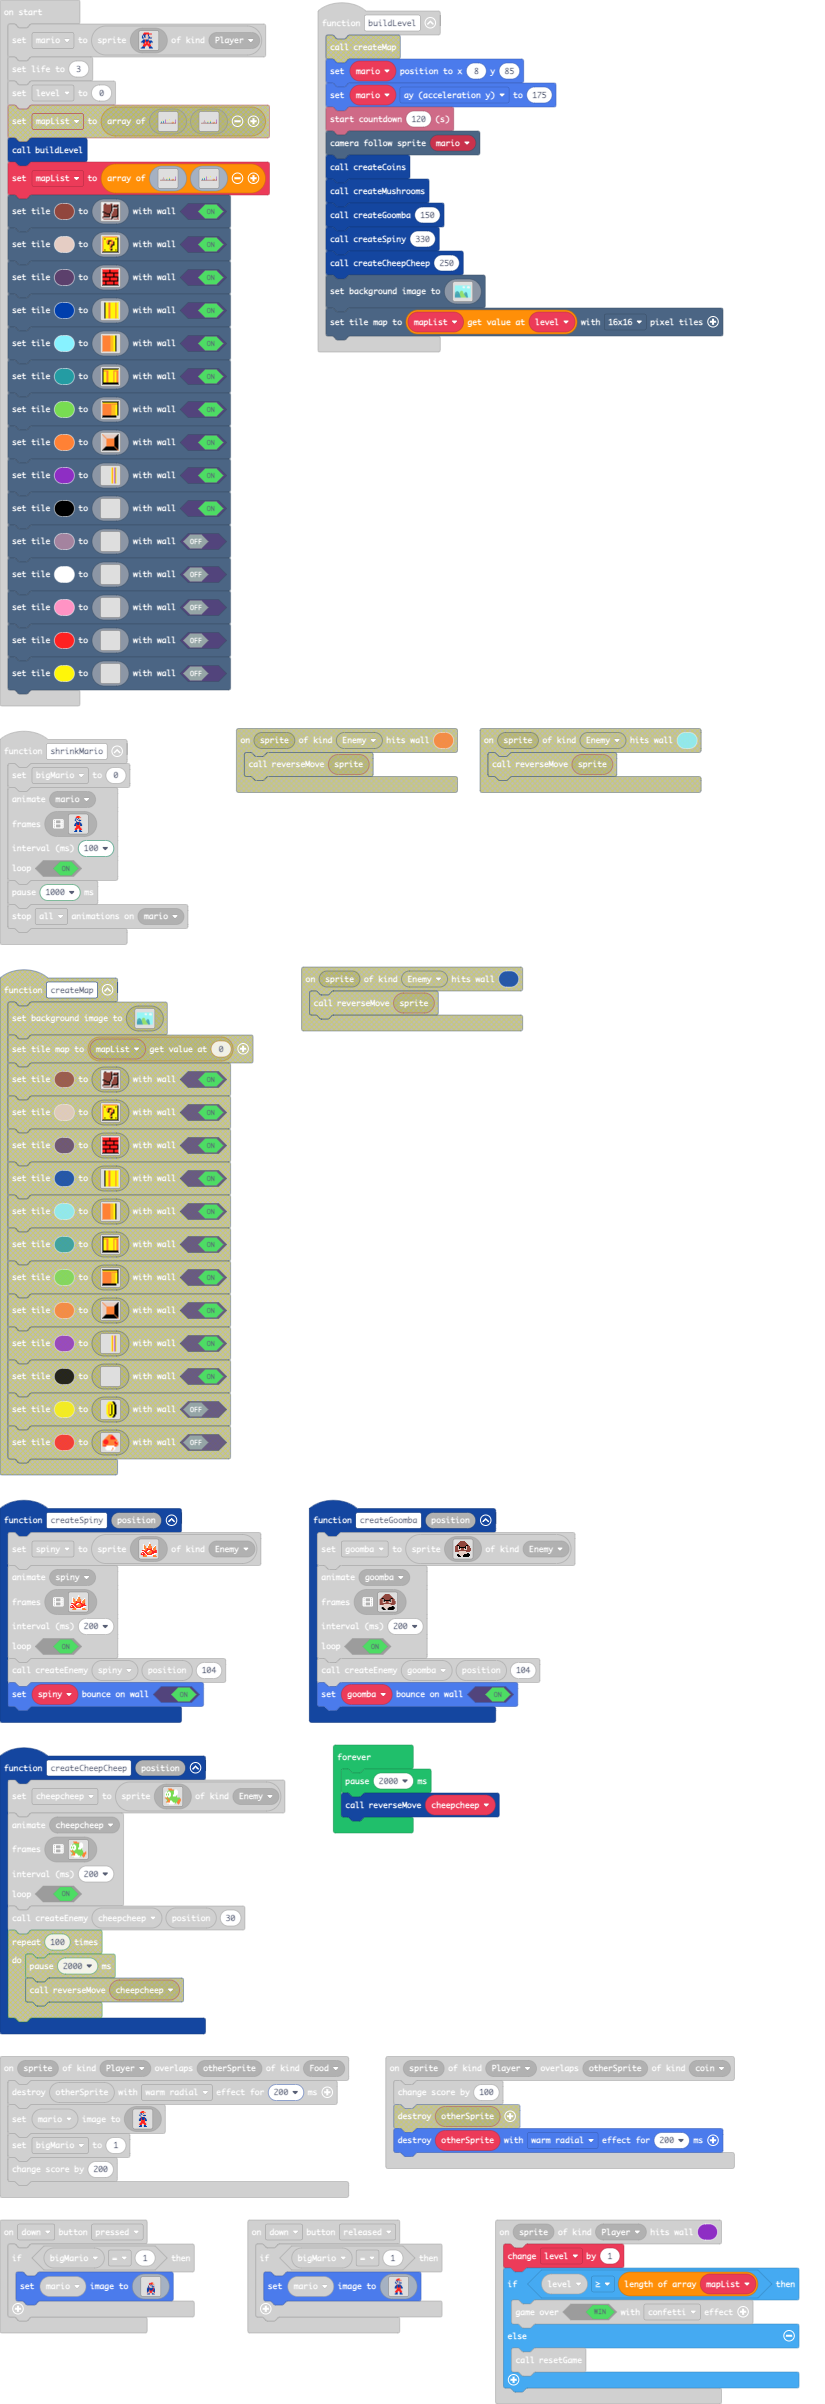 on start
set mario to sprite of kind Player
set life to 3
set level to 0
set mapList to array of
call buildLevel
set mapList to array of
set tile to with wall ON
set tile to with wall ON
set tile to with wall ON
set tile to with wall ON
set tile to with wall ON
set tile to with wall ON
set tile to with wall ON
set tile to with wall ON
set tile to with wall ON
set tile to with wall ON
set tile to with wall OFF
set tile to with wall OFF
set tile to with wall OFF
set tile to with wall OFF
set tile to with wall OFF
function buildLevel
call createMap
set mario position to x 8 y 85
set mario ay (acceleration y) to 175
start countdown 120 (s)
camera follow sprite mario
call createCoins
call createMushrooms
call createGoomba 150
call createSpiny 330
call createCheepCheep 250
set background image to
set tile map to mapList get value at level with 16x16 pixel tiles
function shrinkMario
set bigMario to 0
animate mario
frames
interval (ms) 100
loop ON
pause 1000 ms
stop all animations on mario
on sprite of kind Enemy hits wall
call reverseMove sprite
on sprite of kind Enemy hits wall
call reverseMove sprite
function createMap
set background image to
set tile map to mapList get value at 0
set tile to with wall ON
set tile to with wall ON
set tile to with wall ON
set tile to with wall ON
set tile to with wall ON
set tile to with wall ON
set tile to with wall ON
set tile to with wall ON
set tile to with wall ON
set tile to with wall ON
set tile to with wall OFF
set tile to with wall OFF
on sprite of kind Enemy hits wall
call reverseMove sprite
function createSpiny position
set spiny to sprite of kind Enemy
animate spiny
frames
interval (ms) 200
loop ON
call createEnemy spiny position 104
set spiny bounce on wall ON
function createGoomba position
set goomba to sprite of kind Enemy
animate goomba
frames
interval (ms) 200
loop ON
call createEnemy goomba position 104
set goomba bounce on wall ON
function createCheepCheep position
set cheepcheep to sprite of kind Enemy
animate cheepcheep
frames
interval (ms) 200
loop ON
call createEnemy cheepcheep position 30
repeat 100 times
do pause 2000 ms
call reverseMove cheepcheep
forever
pause 2000 ms
call reverseMove cheepcheep
on sprite of kind Player overlaps otherSprite of kind Food
destroy otherSprite with warm radial effect for 200 ms
set mario image to
set bigMario to 1
change score by 200
on sprite of kind Player overlaps otherSprite of kind coin
change score by 100
destroy otherSprite
destroy otherSprite with warm radial effect for 200 ms
on down button pressed
if bigMario = 1 then
set mario image to
on down button released
if bigMario = 1 then
set mario image to
on sprite of kind Player hits wall
change level by 1
if level ≥ length of array mapList then
game over WIN with confetti effect
else
call resetGame